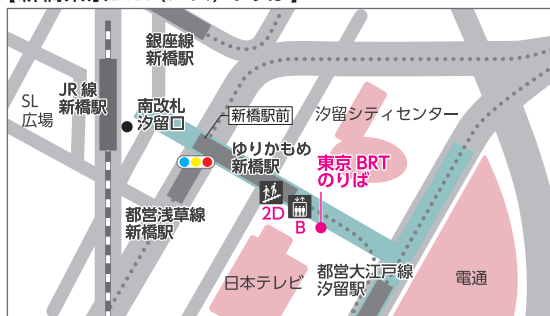 銀座線
新橋駅
JR線
新橋駅
SL
広場
南改札
汐留口
新橋駅前
汐留シティセンター
ゆりかもめ
新橋駅
東京 BRT
のりば
2D
B
都営浅草線
新橋駅
日本テレビ
都営大江戸線
汐留駅
電通